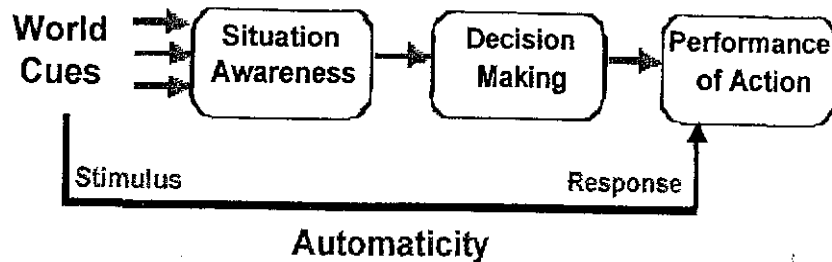 World
Cues
Situation
Awareness
Decision
Making
Performance
of Action
Stimulus
Response
Automaticity